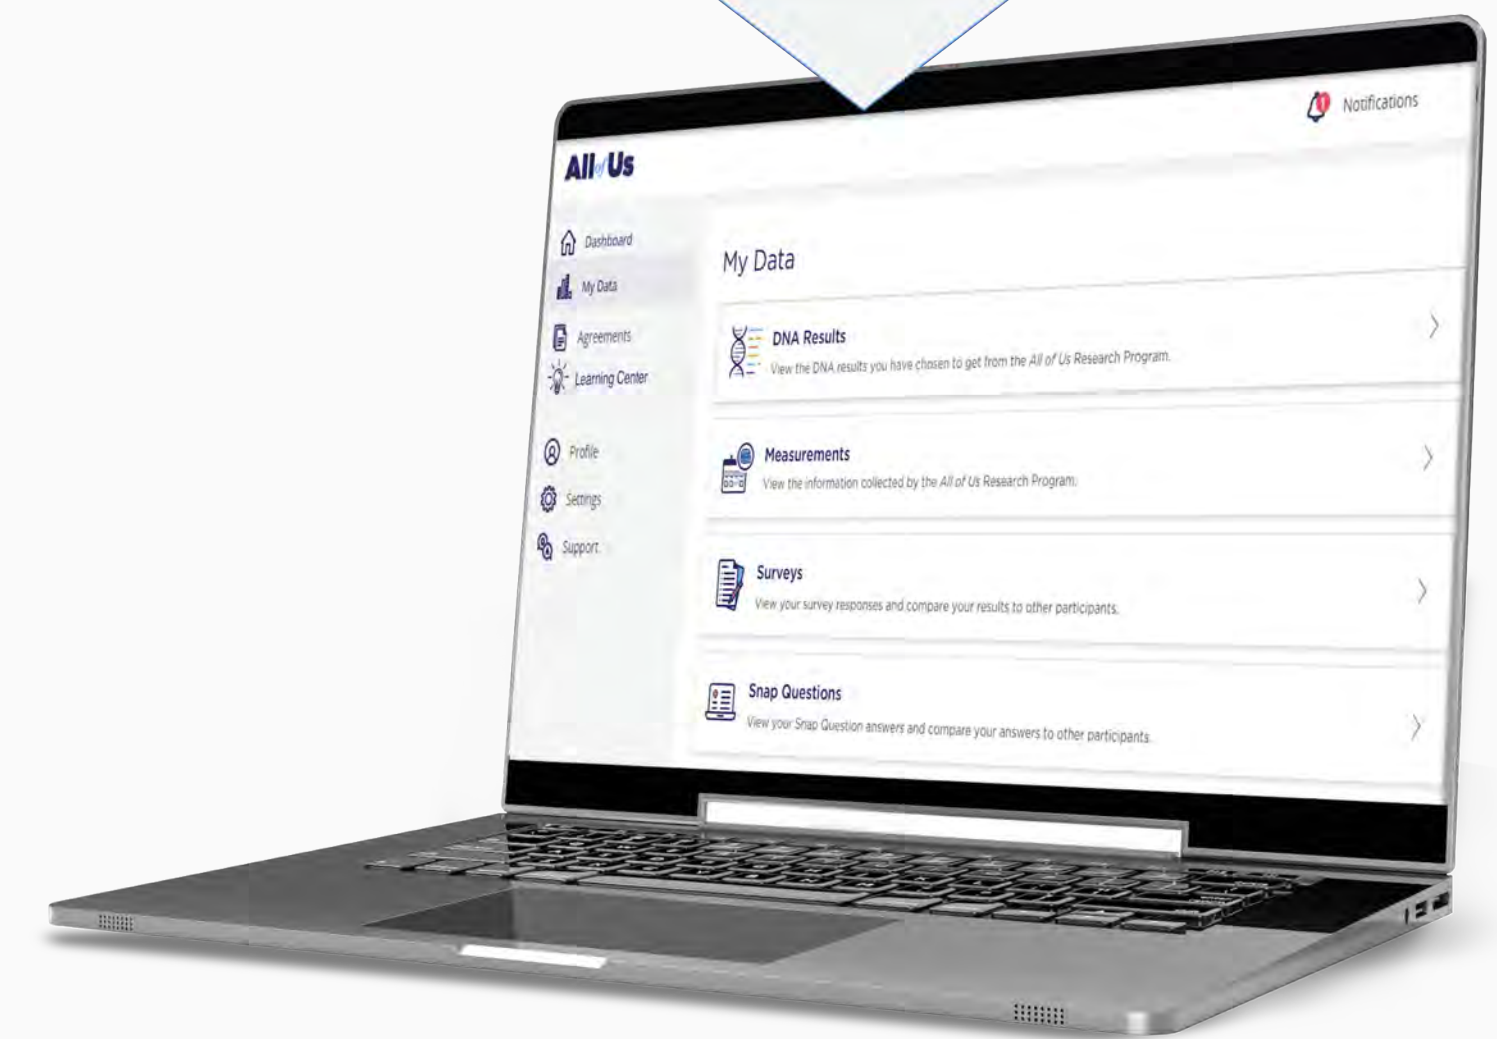 Notifications
1
All of Us
Dashboard
My Data
Agreements
Learning Center
Profile
Settings
Support
My Data
DNA Results
View the DNA results you have chosen to get from the All of Us Research Program.
Measurements
View the information collected by the All of Us Research Program.
Surveys
View your survey responses and compare your results to other participants.
Snap Questions
View your Snap Question answers and compare your answers to other participants.